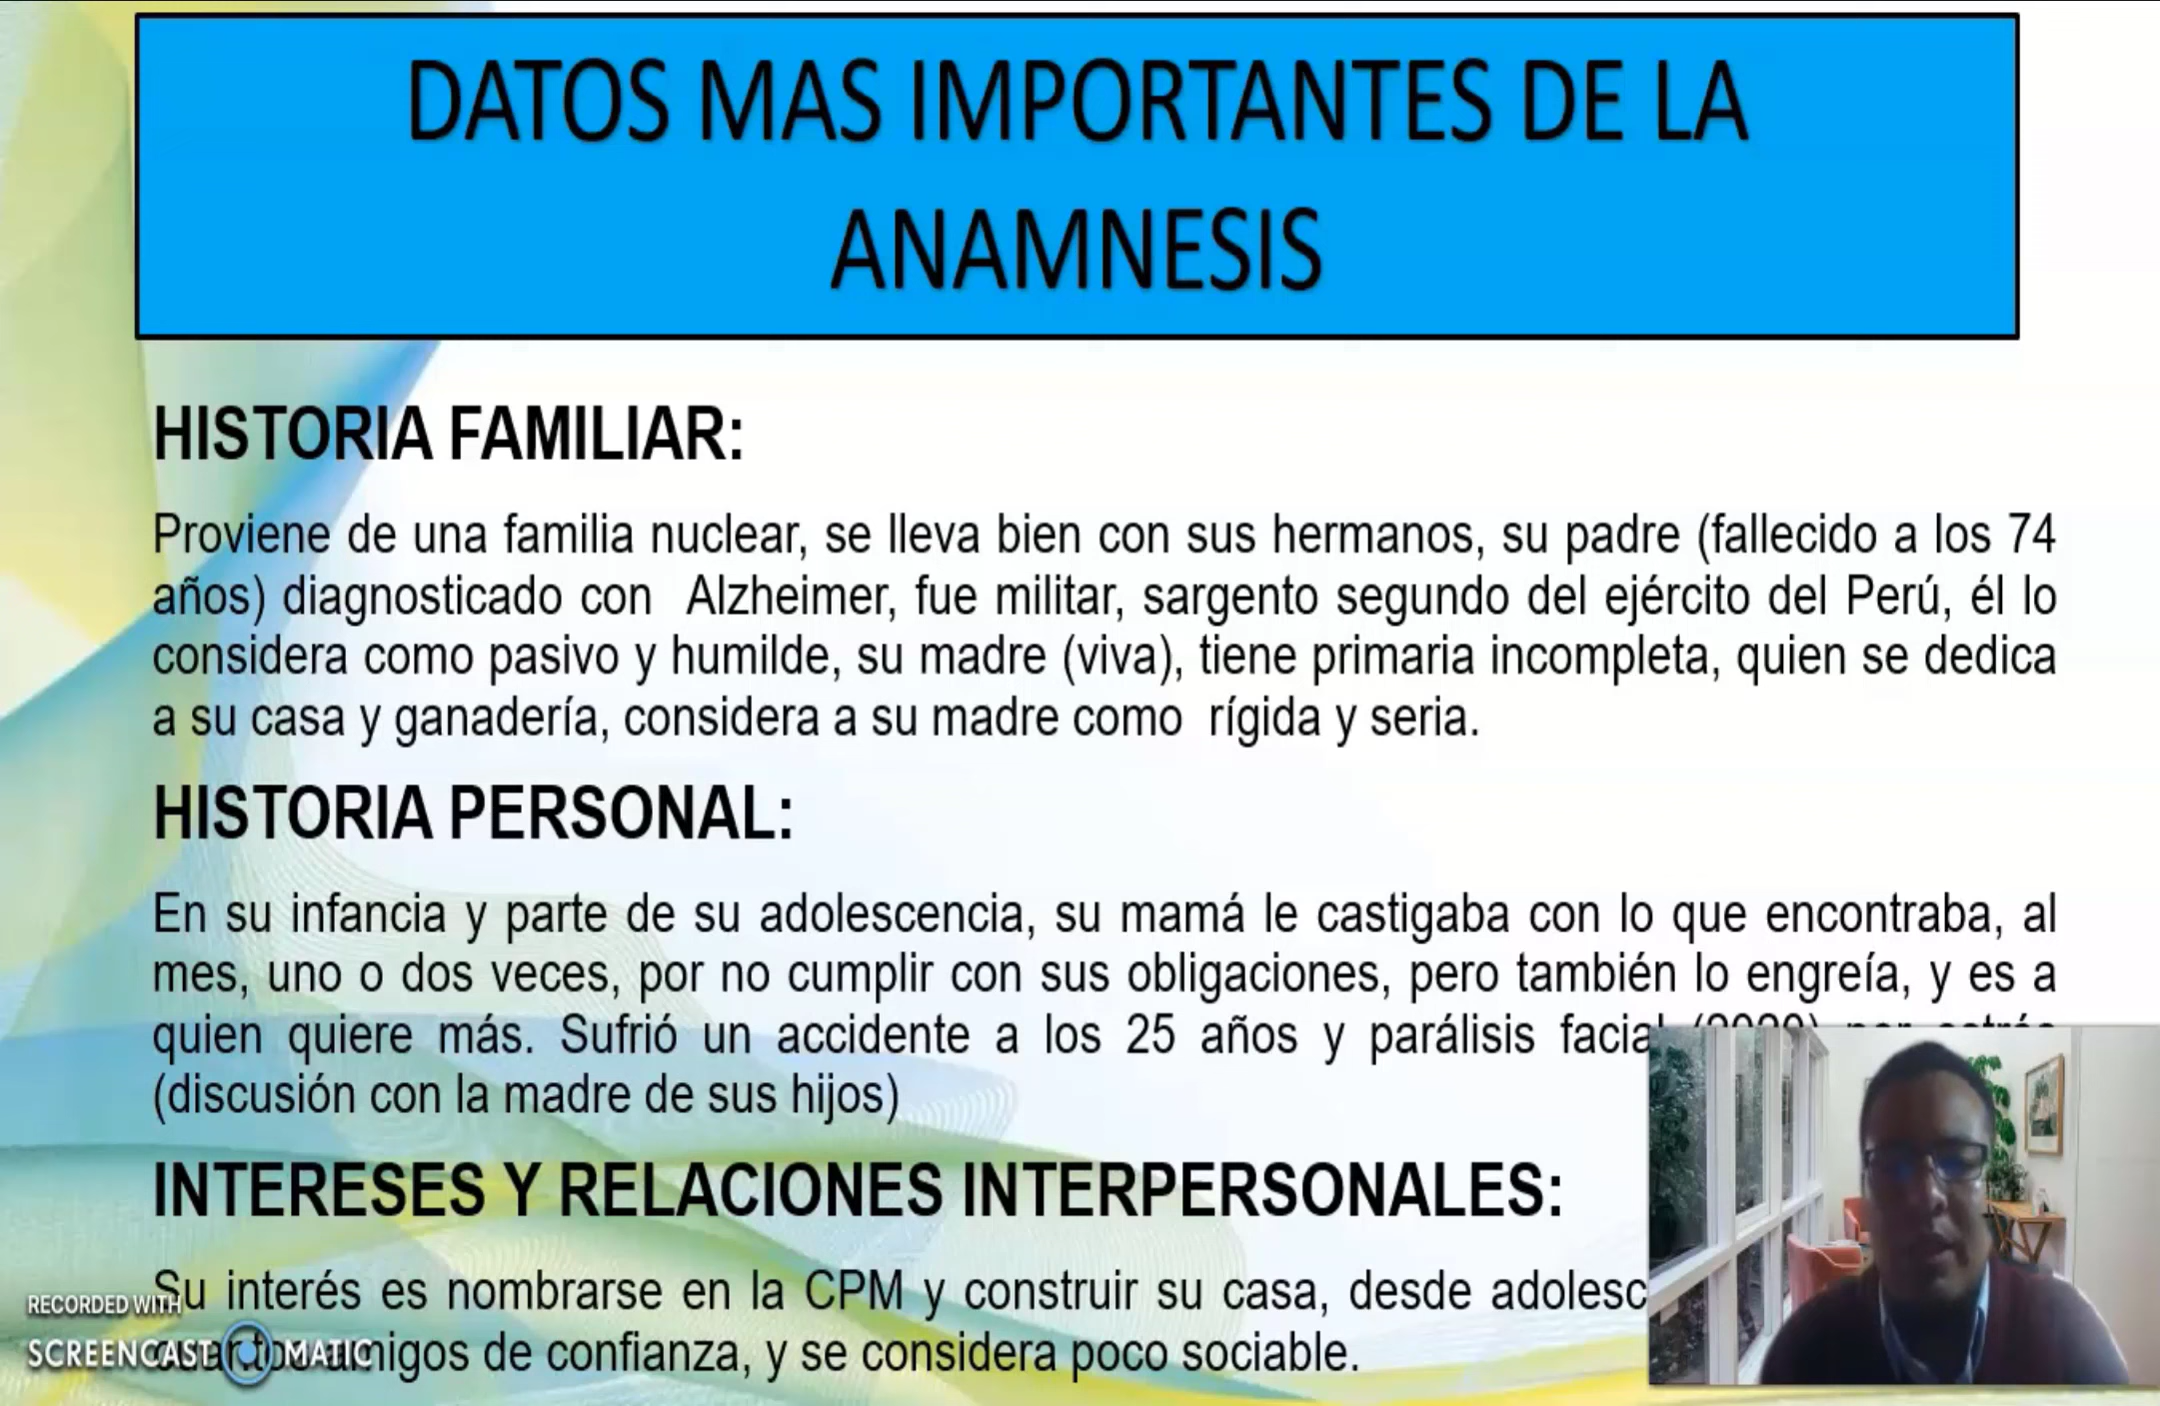 DATOS MAS IMPORTANTES DE LA
ANAMNESIS
HISTORIA FAMILIAR:
Proviene de una familia nuclear, se lleva bien con sus hermanos, su padre (fallecido a los 74
años) diagnosticado con Alzheimer, fue militar, sargento segundo del ejército del Perú, él lo
considera como pasivo y humilde, su madre (viva), tiene primaria incompleta, quien se dedica
a su casa y ganadería, considera a su madre como rígida y seria.
HISTORIA PERSONAL:
En su infancia y parte de su adolescencia, su mamá le castigaba con lo que encontraba, al
mes, uno o dos veces, por no cumplir con sus obligaciones, pero también lo engreía, y es a
quien quiere más. Sufrió un accidente a los 25 años y parálisis facial (2020) por estrés
(discusión con la madre de sus hijos)
INTERESES Y RELACIONES INTERPERSONALES:
Su interés es nombrarse en la CPM y construir su casa, desde adolesc
amigos de confianza, y se considera poco sociable.
RECORDED WITH
SCREENCAST MATIC